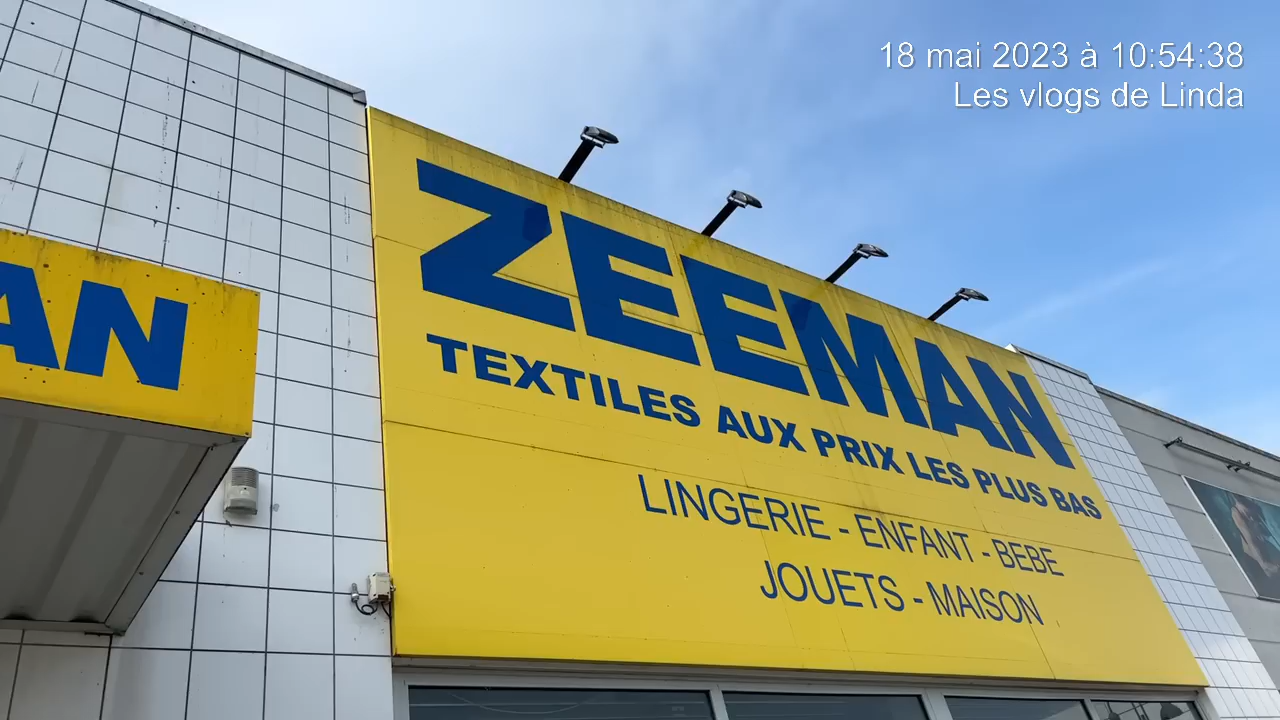 18 mai 2023 à 10:54:38
Les vlogs de Linda
AN
ZEEMAN
TEXTILES AUX PRIX LES PLUS BAS
LINGERIE - ENFANT - BEBE
JOUETS - MAISON